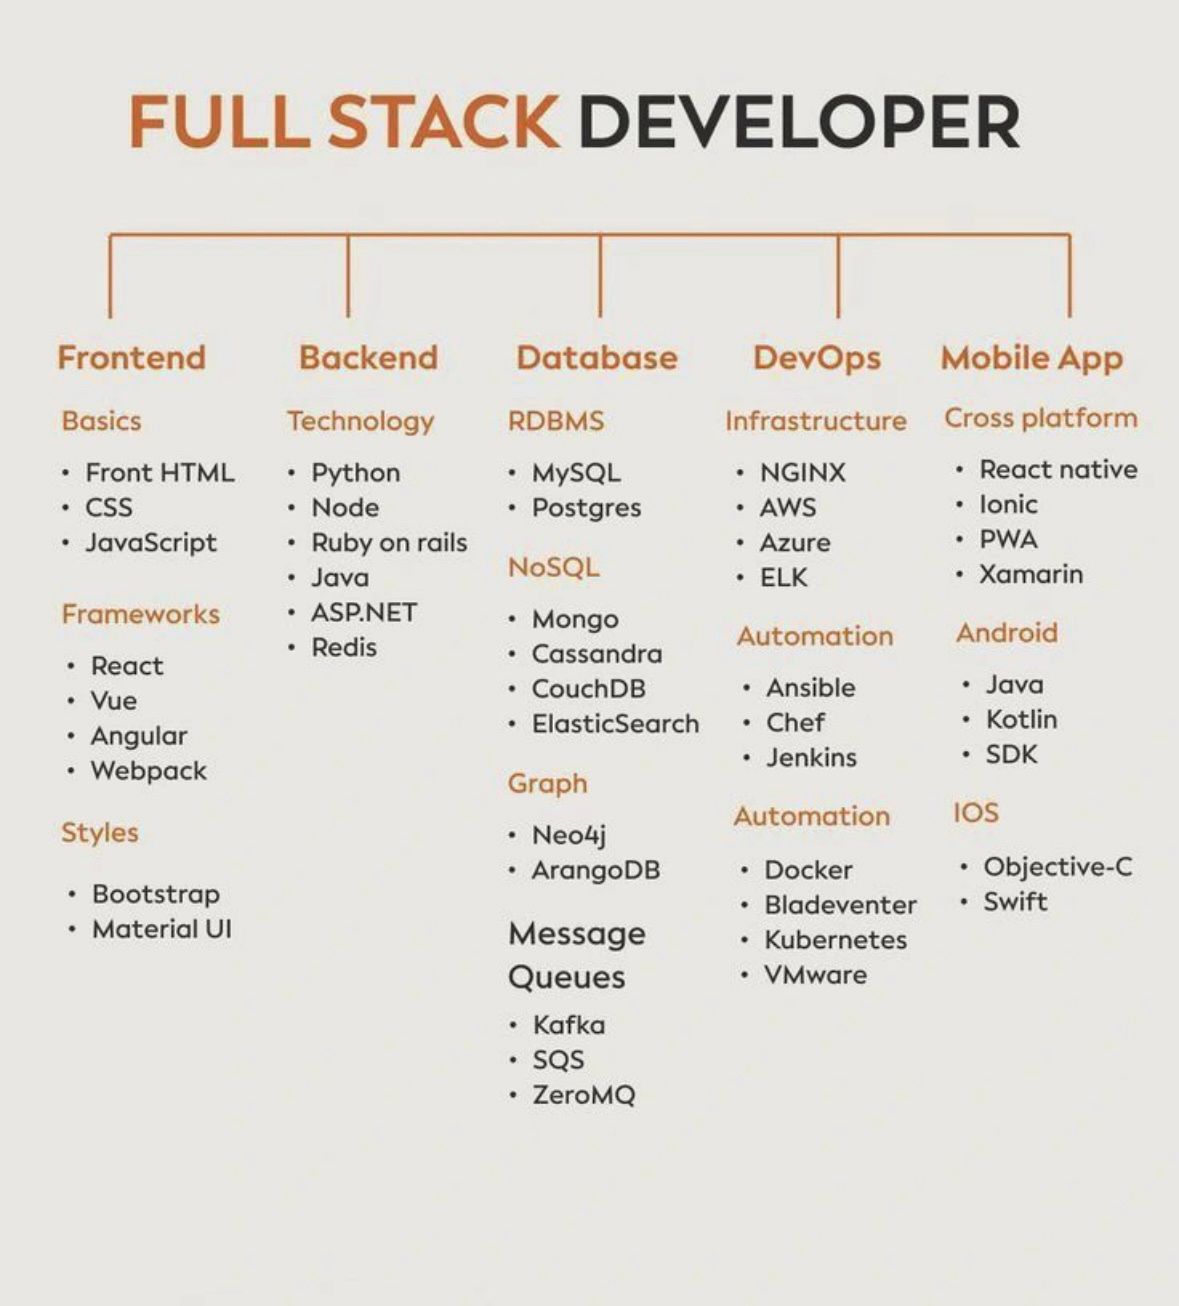 FULL STACK DEVELOPER
Frontend
Basics
• Front HTML
• CSS
• JavaScript
Frameworks
• React
• Vue
• Angular
• Webpack
Styles
• Bootstrap
• Material UI
Backend
Technology
• Python
• Node
• Ruby on rails
• Java
• ASP.NET
• Redis
Database
RDBMS
• MySQL
• Postgres
NoSQL
• Mongo
• Cassandra
• CouchDB
• ElasticSearch
Graph
• Neo4j
• ArangoDB
Message
Queues
• Kafka
• SQS
• ZeroMQ
DevOps
Infrastructure
• NGINX
• AWS
• Azure
• ELK
Automation
• Ansible
• Chef
• Jenkins
Automation
• Docker
• Bladeventer
• Kubernetes
• VMware
Mobile App
Cross platform
• React native
• Ionic
• PWA
• Xamarin
Android
• Java
• Kotlin
• SDK
IOS
• Objective-C
• Swift